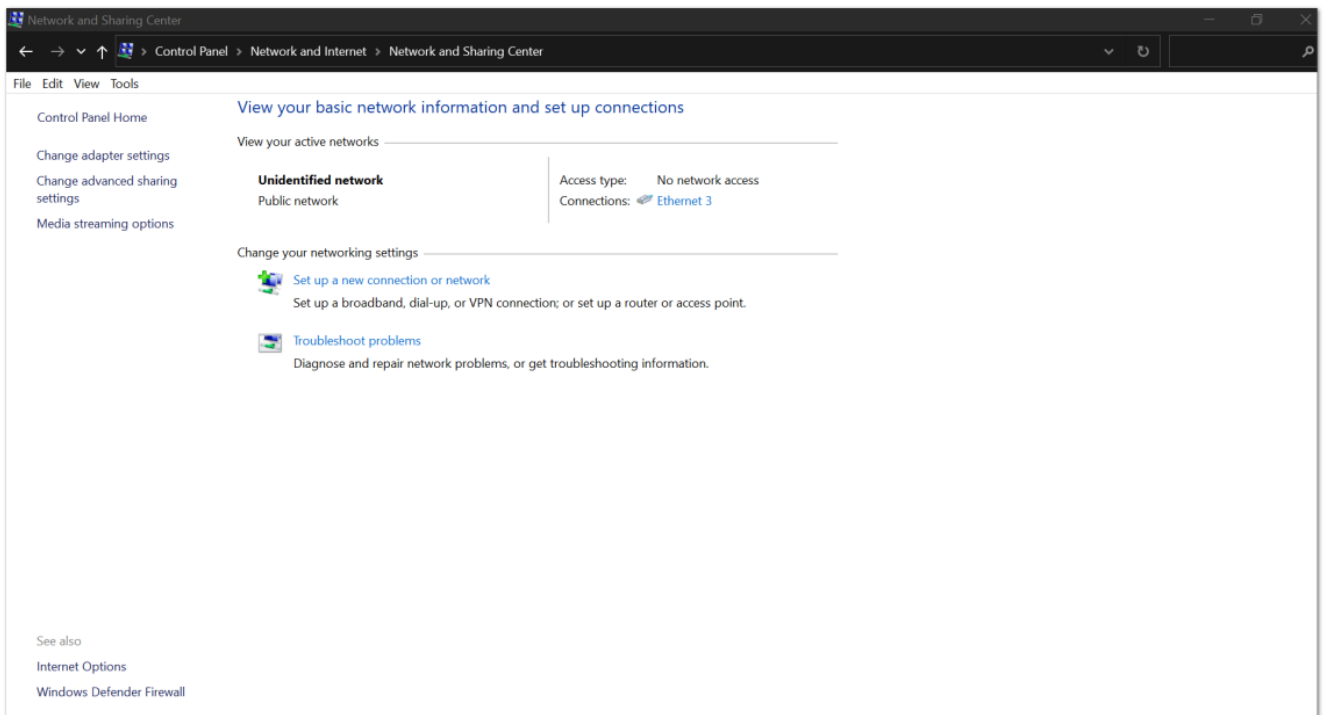 Network and Sharing Center
Control Panel > Network and Internet > Network and Sharing Center
File Edit View Tools
Control Panel Home
Change adapter settings
Change advanced sharing
settings
Media streaming options
View your basic network information and set up connections
View your active networks
Unidentified network
Public network
Access type: No network access
Connections: Ethernet 3
Change your networking settings
Set up a new connection or network
Set up a broadband, dial-up, or VPN connection; or set up a router or access point.
Troubleshoot problems
Diagnose and repair network problems, or get troubleshooting information.
See also
Internet Options
Windows Defender Firewall